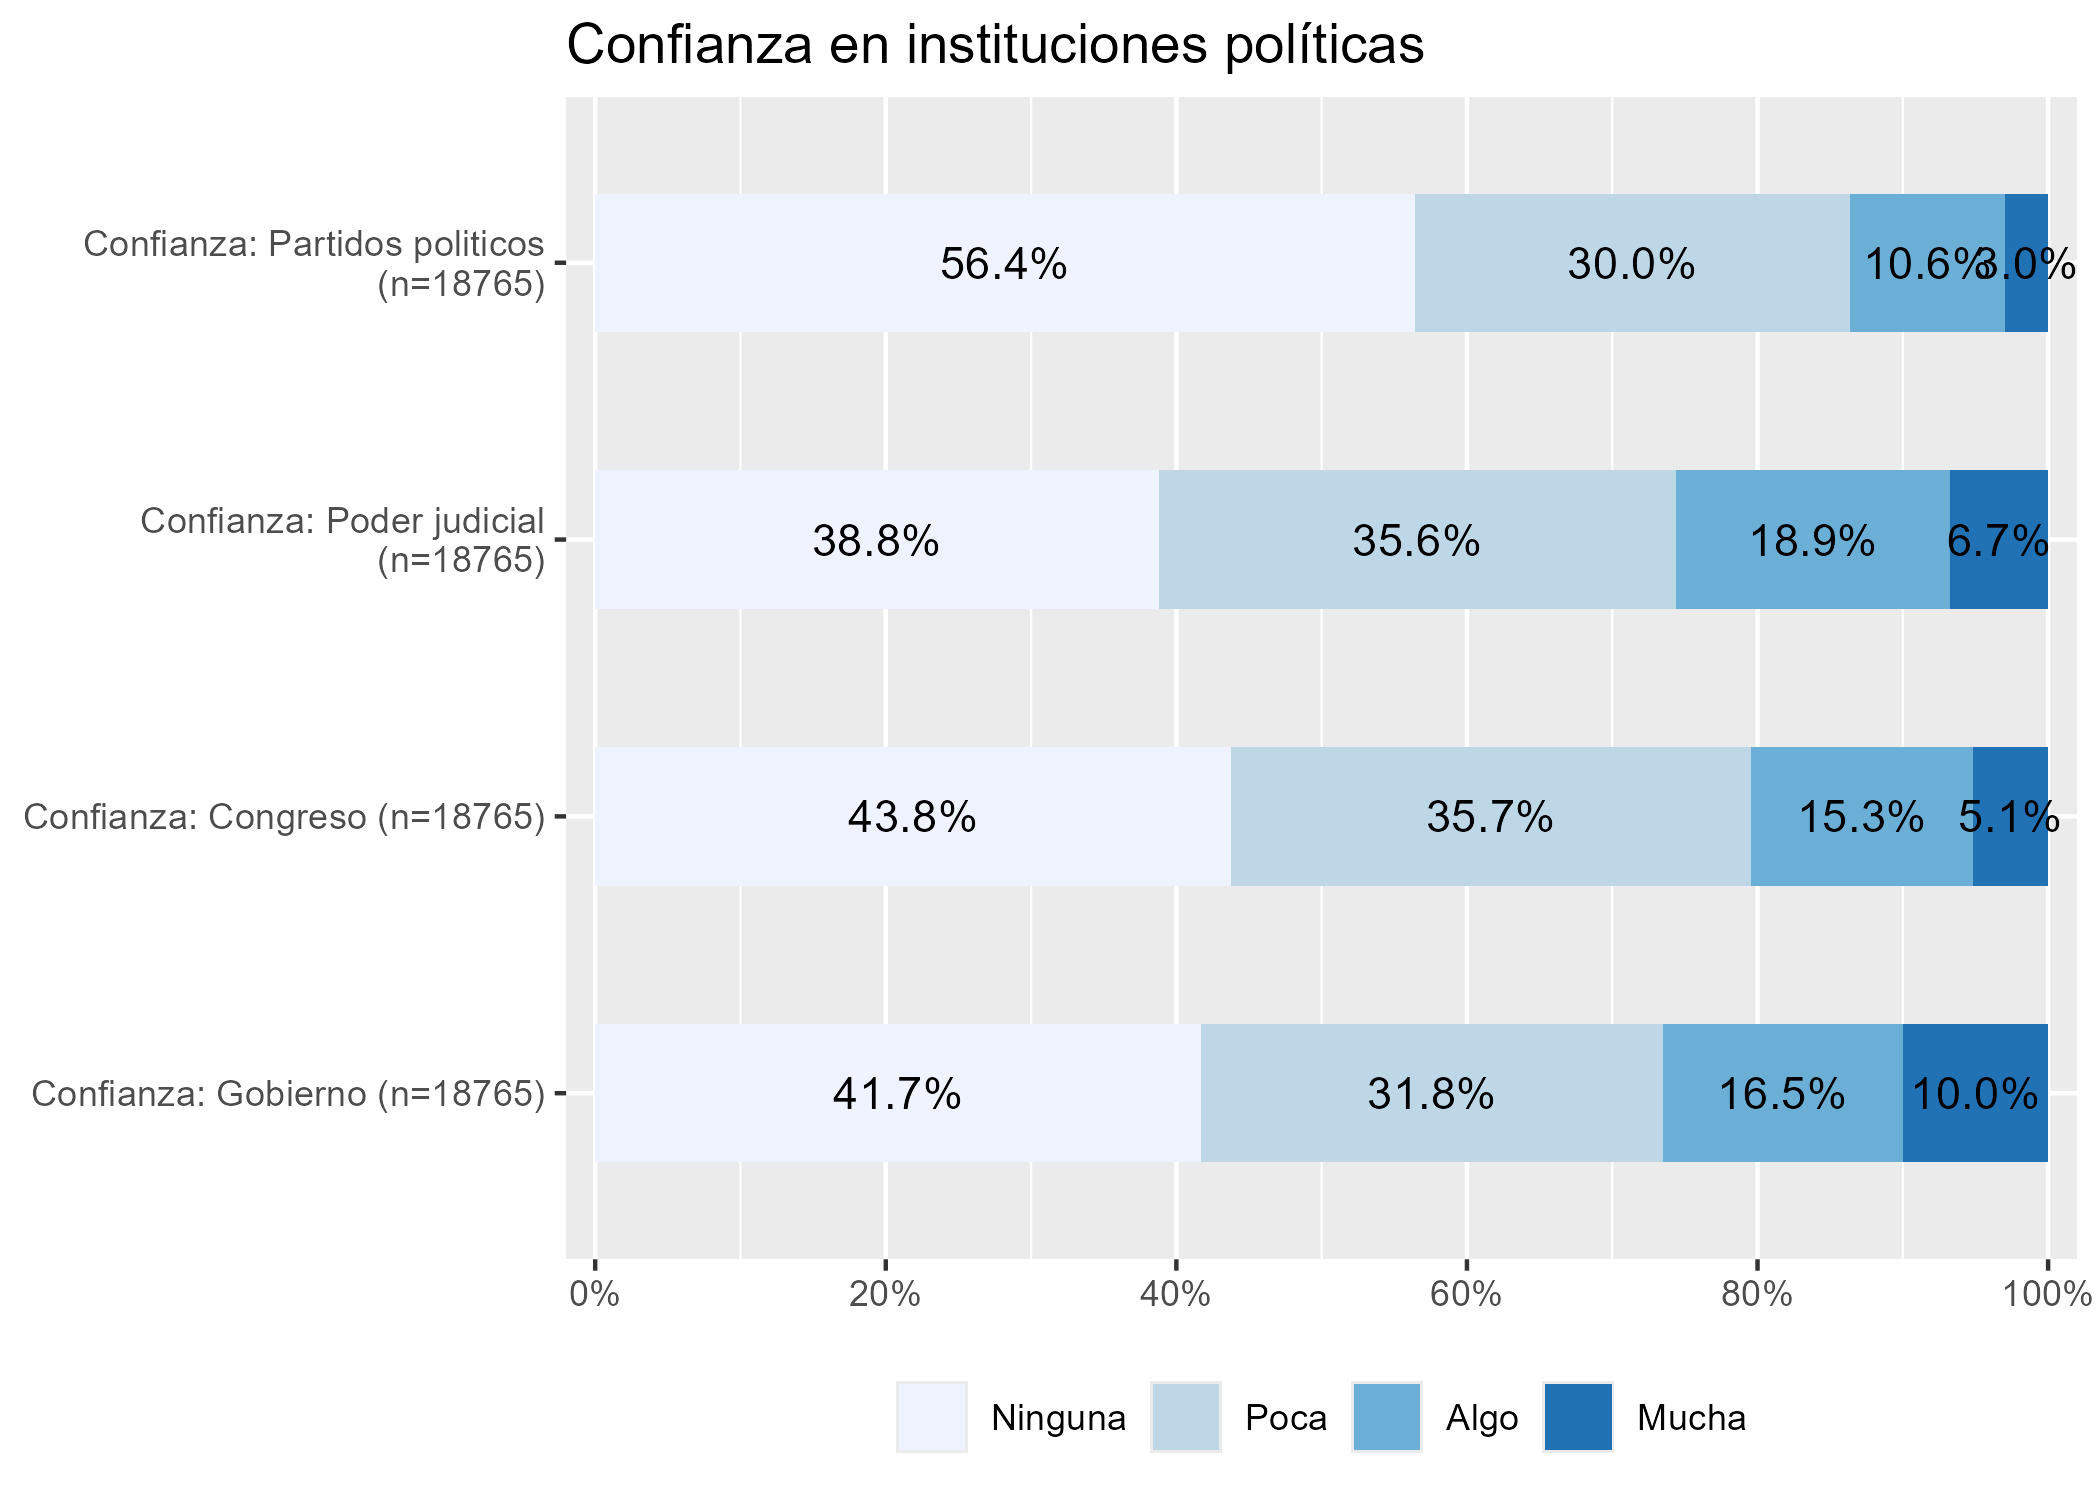 Confianza en instituciones políticas
Confianza: Partidos politicos
(n=18765)
56.4%
30.0%
10.6%
3.0%
Confianza: Poder judicial
(n=18765)
38.8%
35.6%
18.9%
6.7%
Confianza: Congreso (n=18765)
43.8%
35.7%
15.3%
5.1%
Confianza: Gobierno (n=18765)
41.7%
31.8%
16.5%
10.0%
0%
20%
40%
60%
80%
100%
Ninguna
Poca
Algo
Mucha